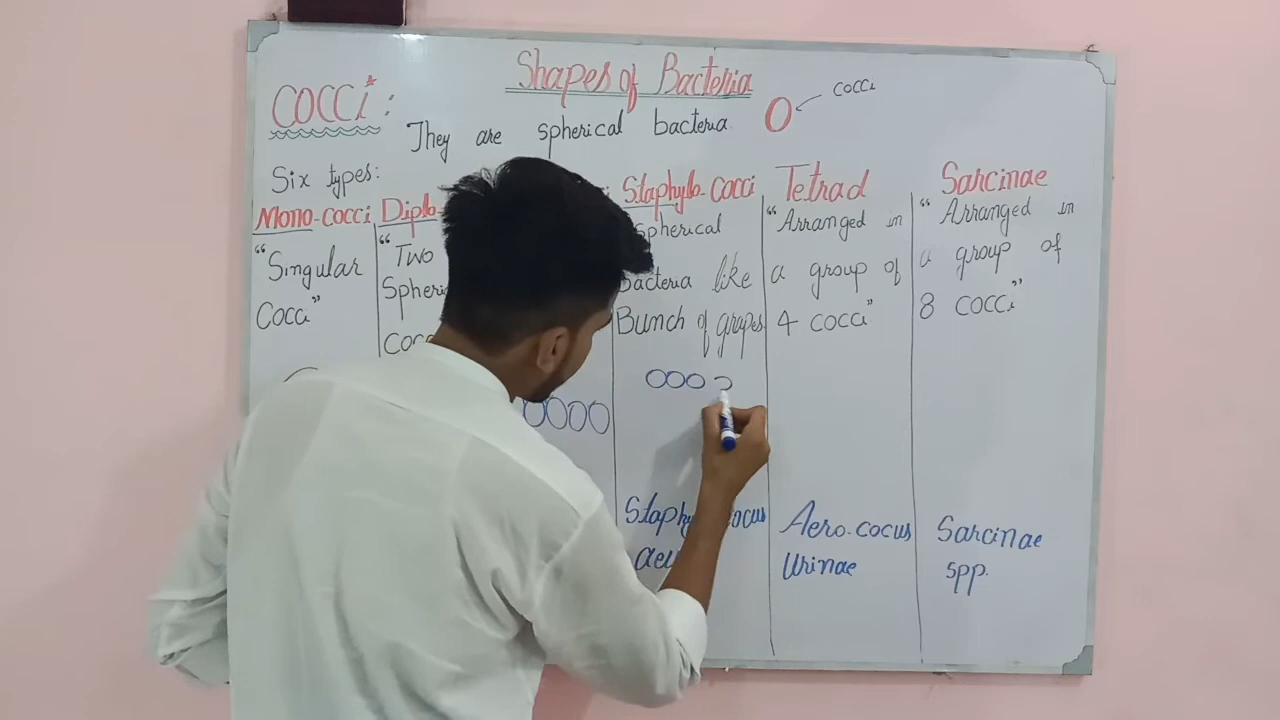 Shapes of Bacteria
COCCi:
cocci
They are spherical bacteria
Six types:
Mono-cocci
"Singular
Cocci"
Diplo-
"Two
Staphylo-Cocci
Spherical
Bacteria like
Bunch of grapes
Tetrad
"Arranged in
a group of
4 cocci"
Sarcinae
"Arranged in
a group of
8 cocci"
Aero.cocus
Urinae
Sarcinae
spp.